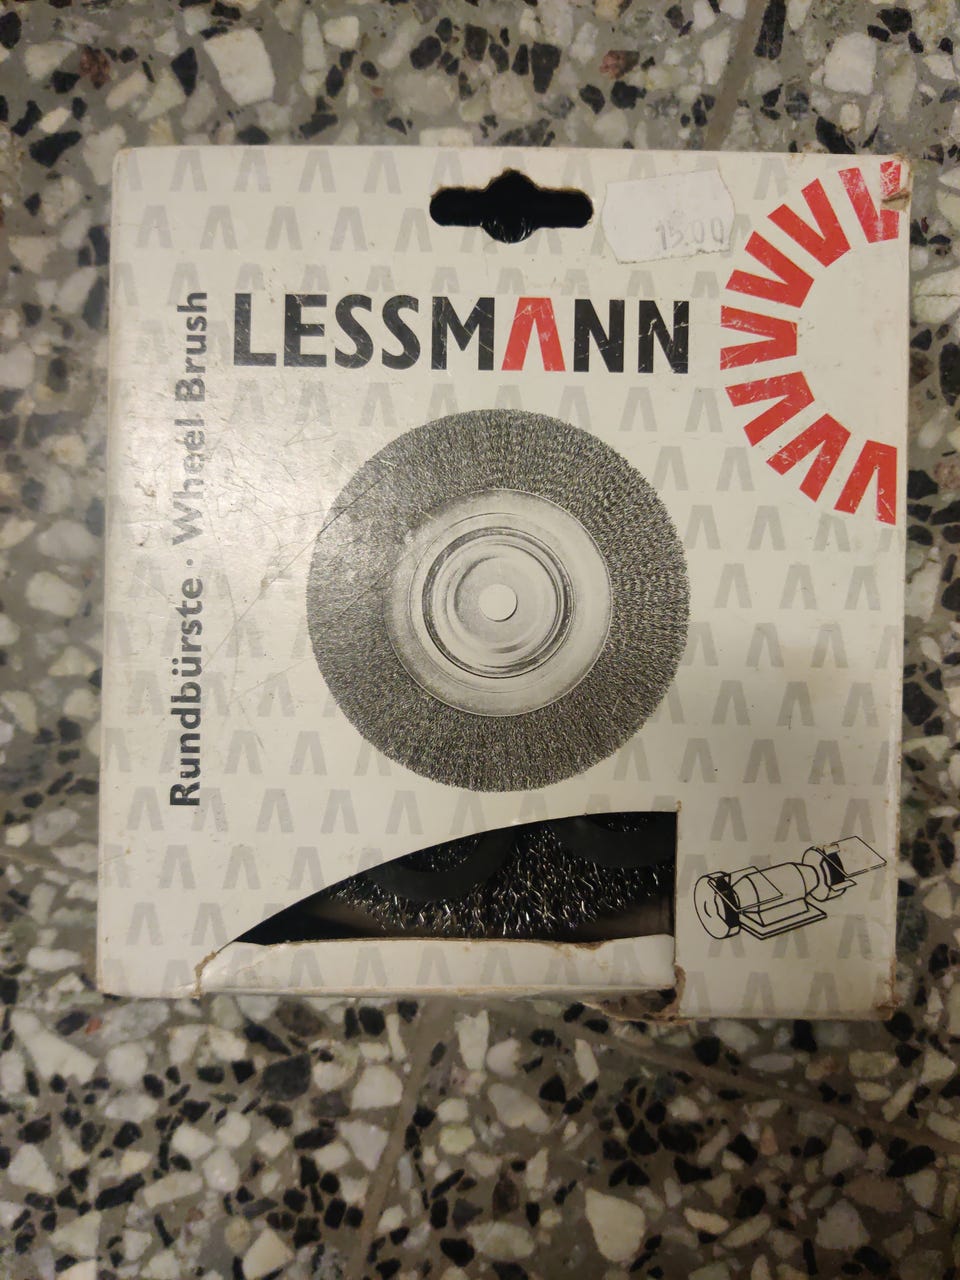 15.00
LESSMANN
Rundbürste · Wheel Brush